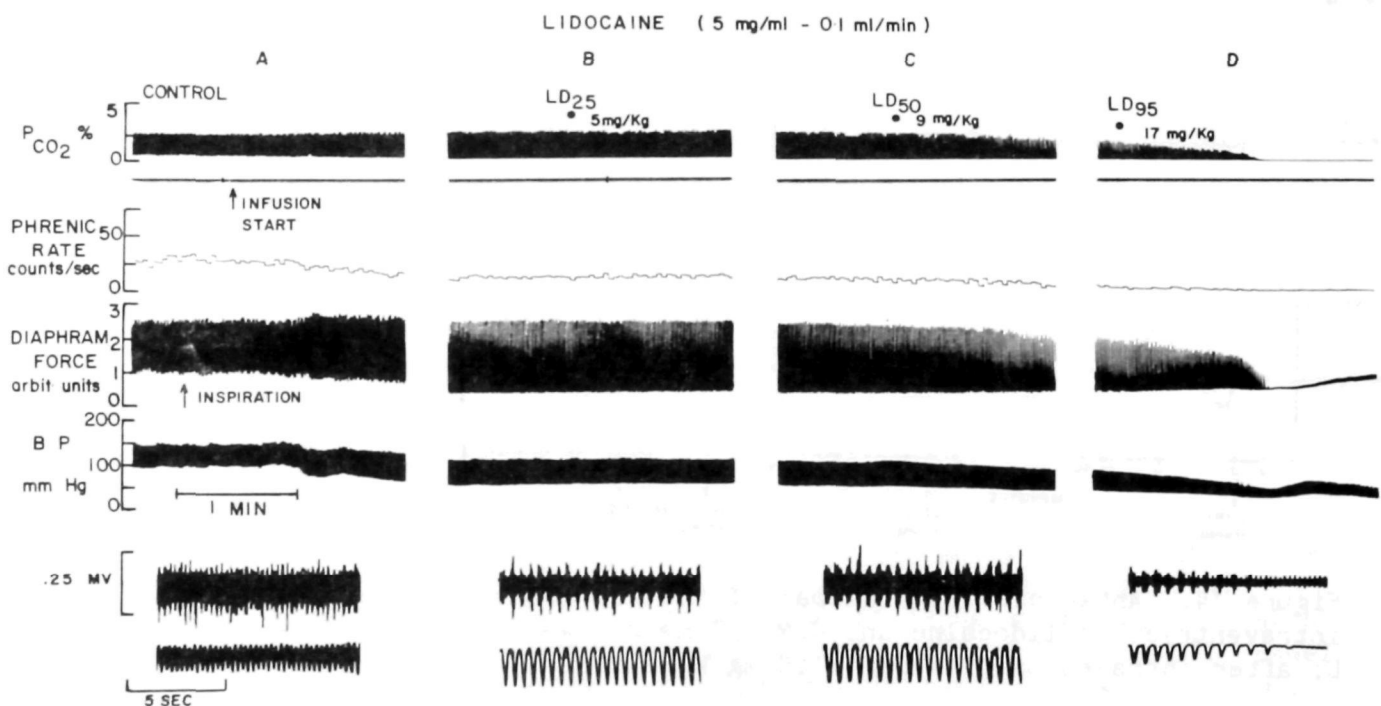 LIDOCAINE ( 5 mg/ml - 0.1 ml/min )
A B C D
CONTROL
LD25 5mg/Kg
LD50 9 mg/Kg
LD95 17 mg/Kg
5
PCO2 %
0
INFUSION
START
PHRENIC 50
RATE
counts/sec 0
3
DIAPHRAM 2
FORCE 1
arbit units 0
INSPIRATION
200
B P
100
mm Hg 0
1 MIN
.25 MV
5 SEC
Figure